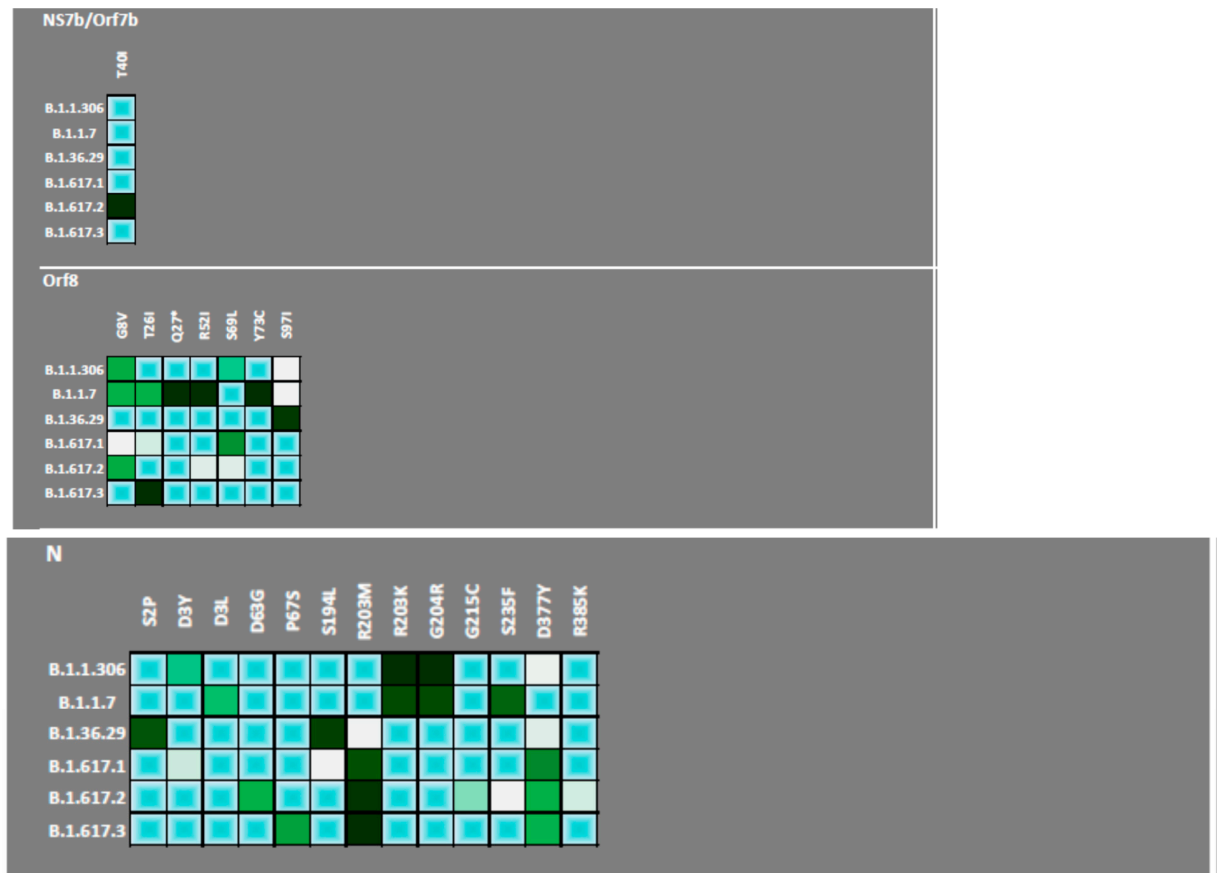 NS7b/Orf7b
T40I
B.1.1.306
B.1.1.7
B.1.36.29
B.1.617.1
B.1.617.2
B.1.617.3
Orf8
G8V T26I Q27* R52I S69L Y73C S97I
B.1.1.306
B.1.1.7
B.1.36.29
B.1.617.1
B.1.617.2
B.1.617.3
N
S2P D3Y D3L D63G P67S S194L R203M R203K G204R G215C S235F D377Y R385K
B.1.1.306
B.1.1.7
B.1.36.29
B.1.617.1
B.1.617.2
B.1.617.3